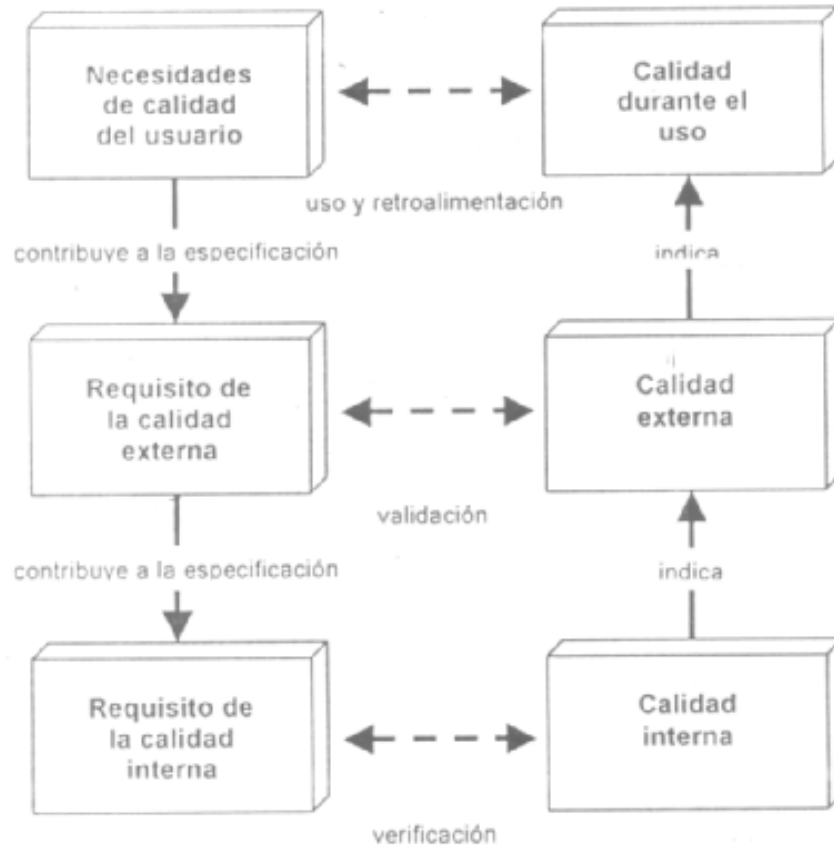 Necesidades
de calidad
del usuario
Calidad
durante el
uso
uso y retroalimentación
contribuye a la especificación
indica
Requisito de
la calidad
externa
Calidad
externa
validación
contribuye a la especificación
indica
Requisito de
la calidad
interna
Calidad
interna
verificación